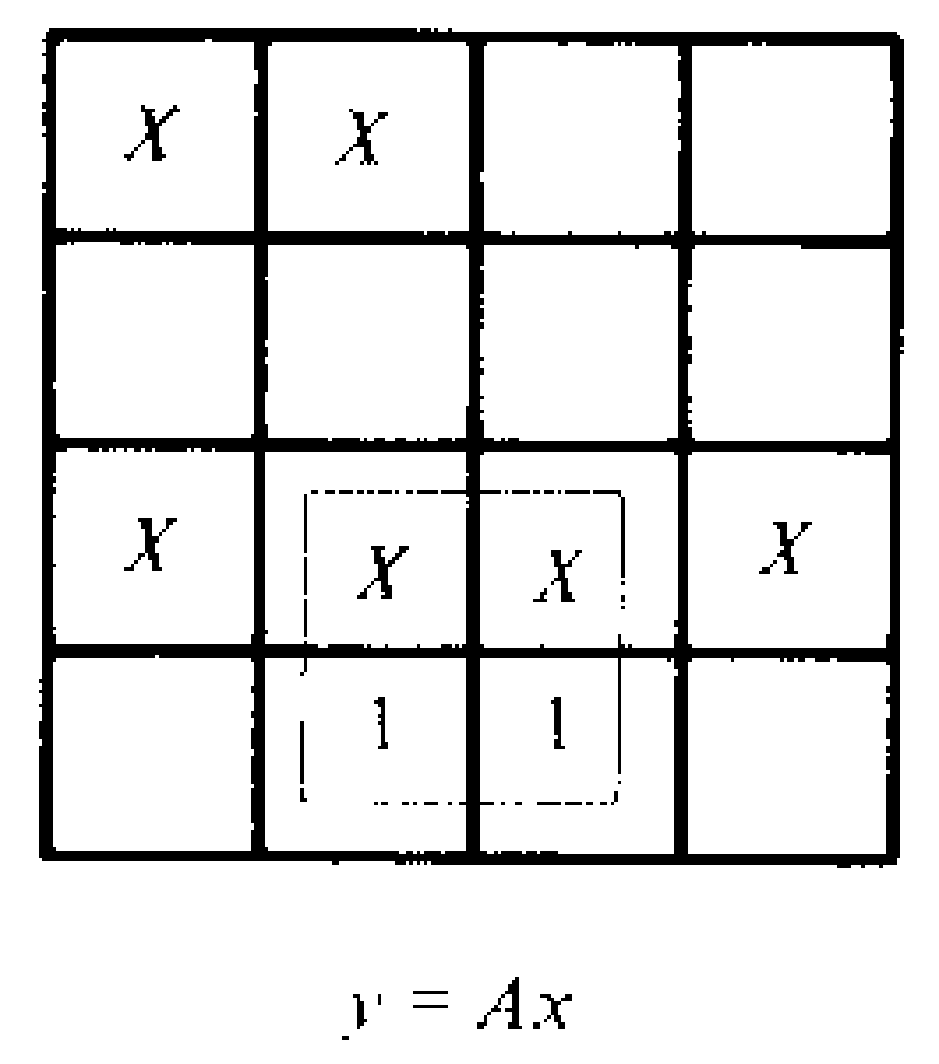 X X
X X X X
1 1
y = Ax